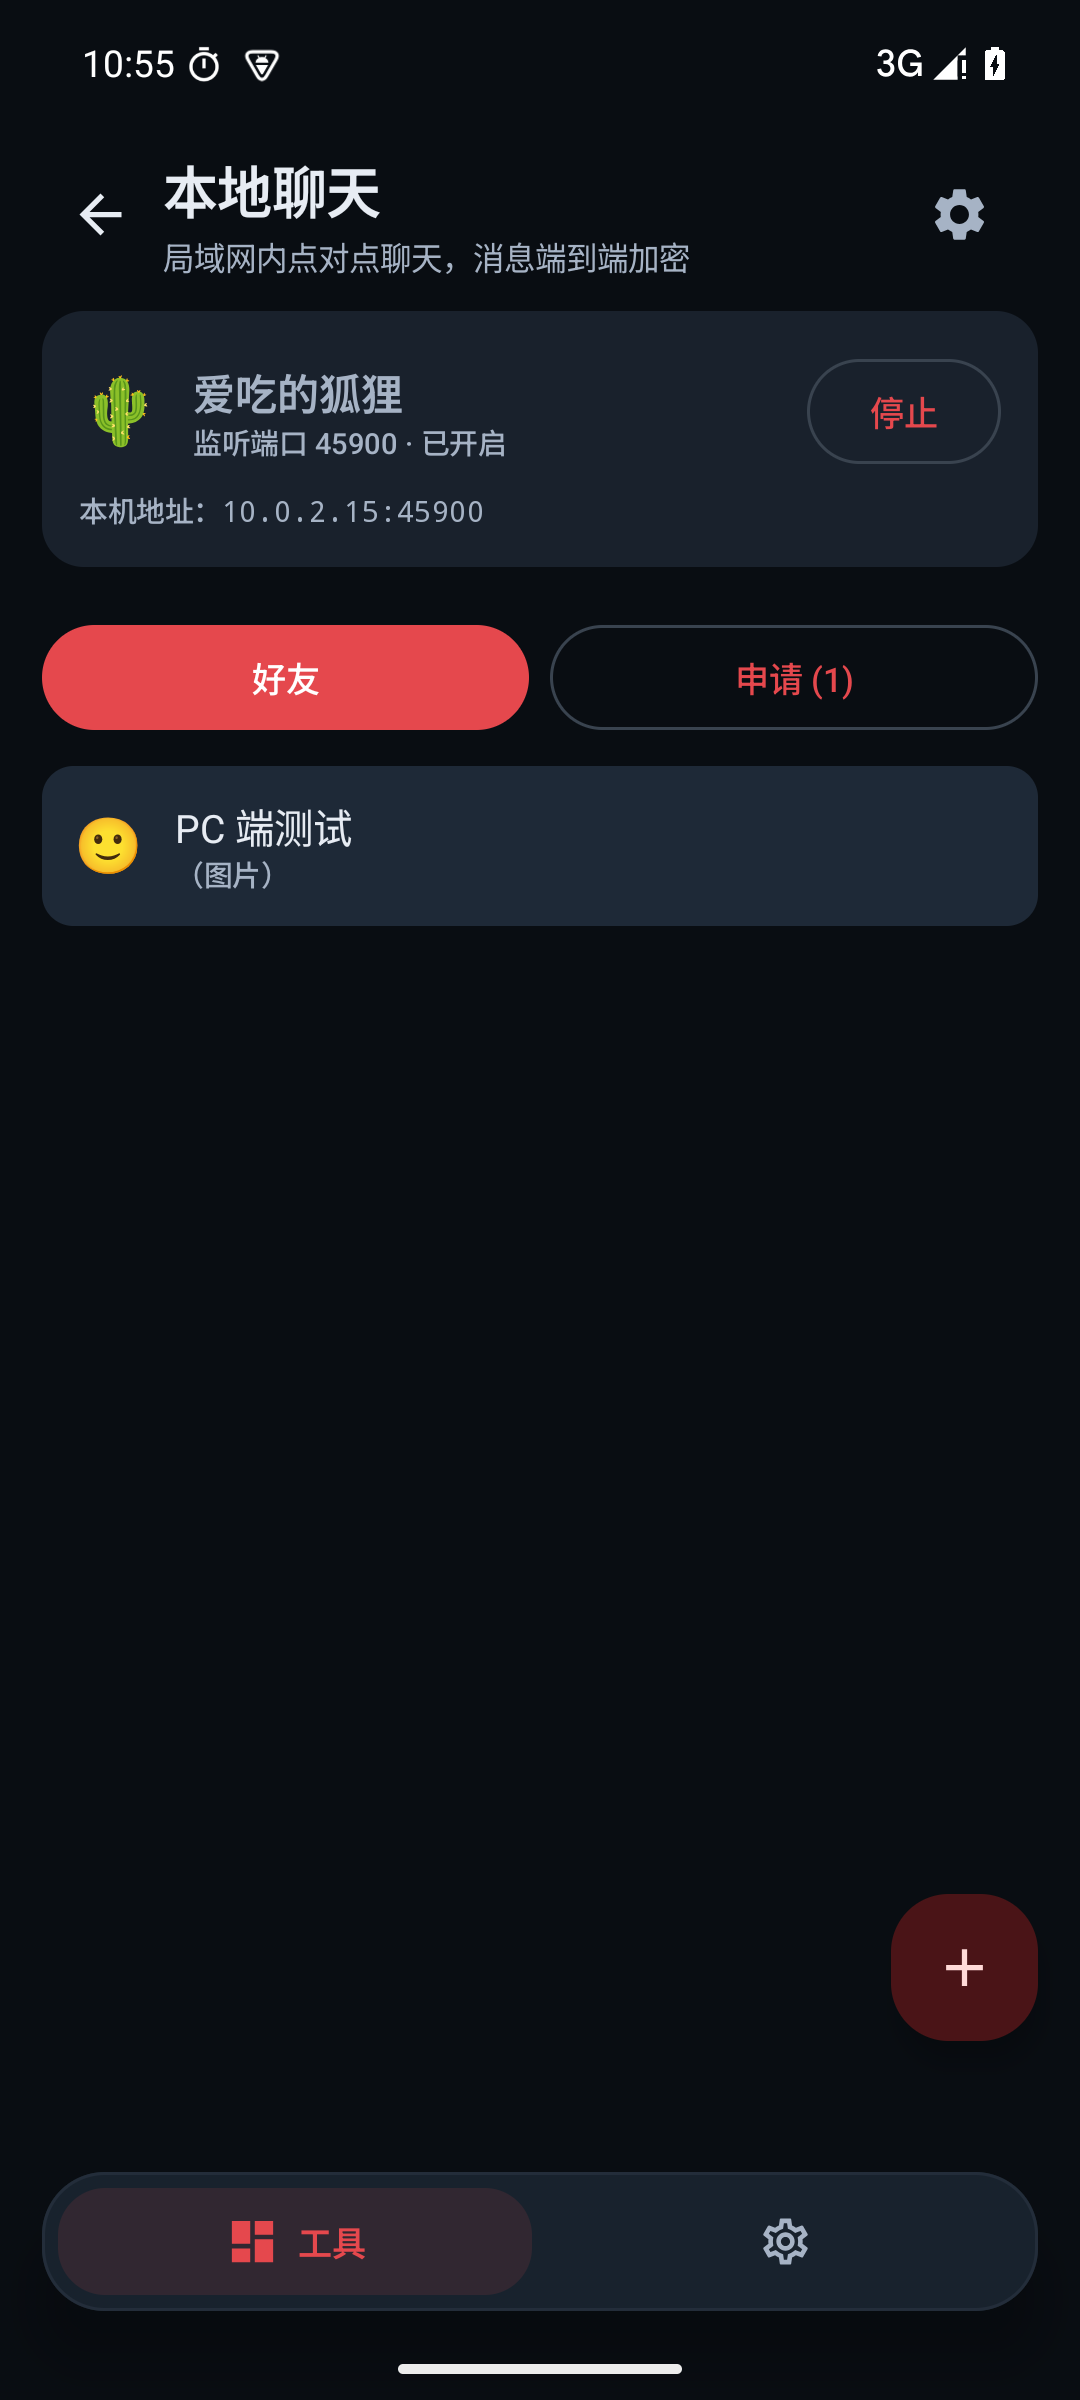 10:55
3G
本地聊天
局域网内点对点聊天，消息端到端加密
爱吃的狐狸
监听端口 45900 · 已开启
停止
本机地址：10.0.2.15:45900
好友
申请 (1)
PC 端测试
（图片）
工具